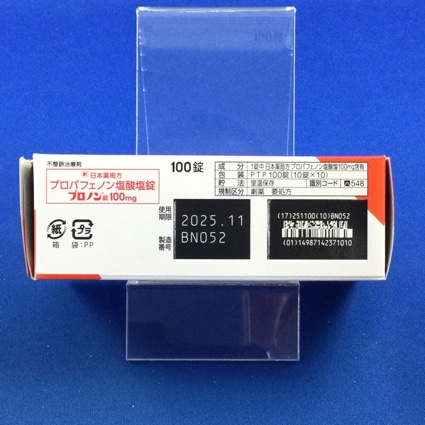 不整脈治療剤
100錠
劇 日本薬局方
プロパフェノン塩酸塩錠
プロノン錠100mg
成分 1錠中 日本薬局方 プロパフェノン塩酸塩100mg含有
包装 PTP 100錠(10錠×10)
貯法 室温保存 識別コード 548
規制区分 劇薬 要処方
使用
期限 2025.11
製造
番号 BN052
(17)251100(10)BN052
(01)14987142371010
紙 プラ
箱 袋:PP